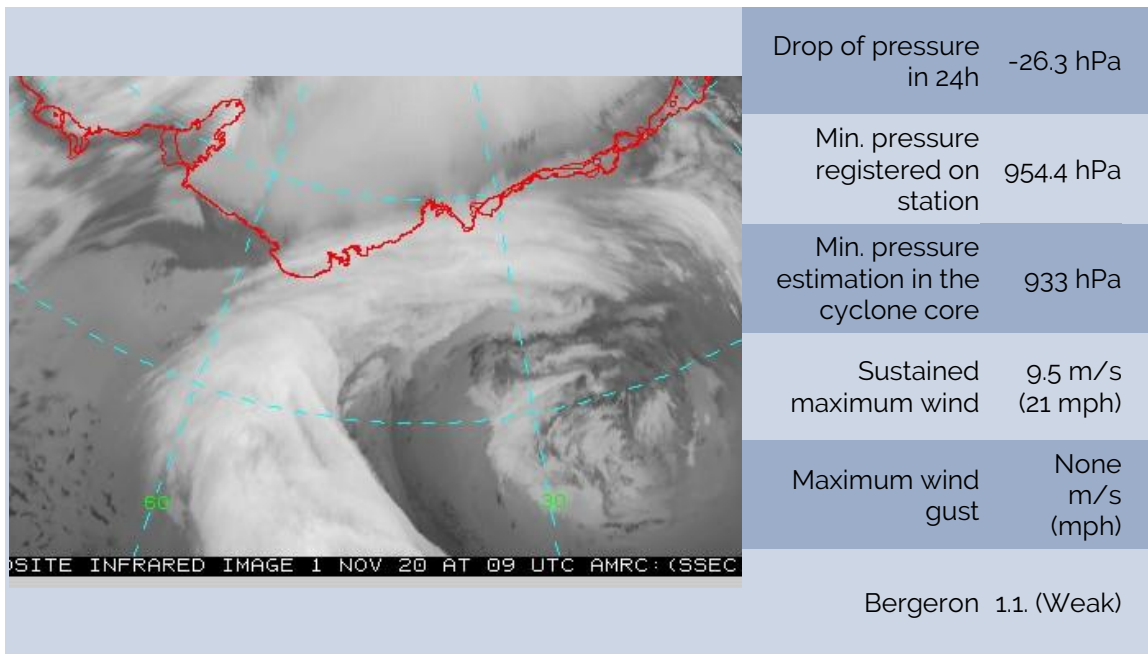 60
30
OSITE INFRARED IMAGE 1 NOV 20 AT 09 UTC AMRC:(SSEC
Drop of pressure
in 24h
-26.3 hPa
Min. pressure
registered on
station
954.4 hPa
Min. pressure
estimation in the
cyclone core
933 hPa
Sustained
maximum wind
9.5 m/s
(21 mph)
Maximum wind
gust
None
m/s
(mph)
Bergeron
1.1. (Weak)